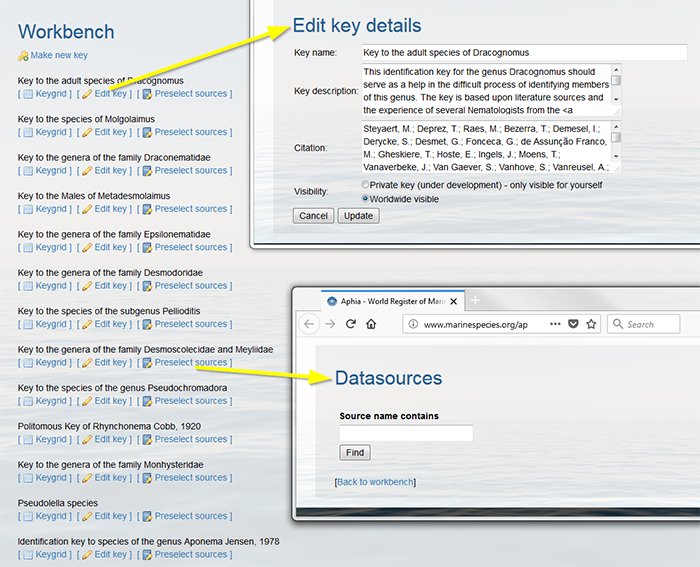 Workbench
Make new key
Key to the adult species of Dracognomus
[ Keygrid ] [ Edit key ] [ Preselect sources ]
Key to the species of Molgolaimus
[ Keygrid ] [ Edit key ] [ Preselect sources ]
Key to the genera of the family Draconematidae
[ Keygrid ] [ Edit key ] [ Preselect sources ]
Key to the Males of Metadesmolaimus
[ Keygrid ] [ Edit key ] [ Preselect sources ]
Key to the genera of the family Epsilonematidae
[ Keygrid ] [ Edit key ] [ Preselect sources ]
Key to the genera of the family Desmodoridae
[ Keygrid ] [ Edit key ] [ Preselect sources ]
Key to the species of the subgenus Pellioditis
[ Keygrid ] [ Edit key ] [ Preselect sources ]
Key to the genera of the family Desmoscolecidae and Meyliidae
[ Keygrid ] [ Edit key ] [ Preselect sources ]
Key to the species of the genus Pseudochromadora
[ Keygrid ] [ Edit key ] [ Preselect sources ]
Politomous Key of Rhynchonema Cobb, 1920
[ Keygrid ] [ Edit key ] [ Preselect sources ]
Key to the genera of the family Monhysteridae
[ Keygrid ] [ Edit key ] [ Preselect sources ]
Pseudolella species
[ Keygrid ] [ Edit key ] [ Preselect sources ]
Identification key to species of the genus Aponema Jensen, 1978
[ Keygrid ] [ Edit key ] [ Preselect sources ]
Edit key details
Key name: Key to the adult species of Dracognomus
Key description:
This identification key for the genus Dracognomus should
serve as a help in the difficult process of identifying members
of this genus. The key is based upon literature sources and
the experience of several Nematologists from the <a
Citation:
Steyaert, M.; Deprez, T.; Raes, M.; Bezerra, T.; Demesel, I.;
Derycke, S.; Desmet, G.; Fonceca, G.; de Assunção Franco,
M.; Gheskiere, T.; Hoste, E.; Ingels, J.; Moens, T.;
Vanaverbeke, J.; Van Gaever, S.; Vanhove, S.; Vanreusel, A.;
Visibility:
Private key (under development) - only visible for yourself
Worldwide visible
Cancel Update
Aphia - World Register of Marin
www.marinespecies.org/ap
Search
Datasources
Source name contains
Find
[Back to workbench]